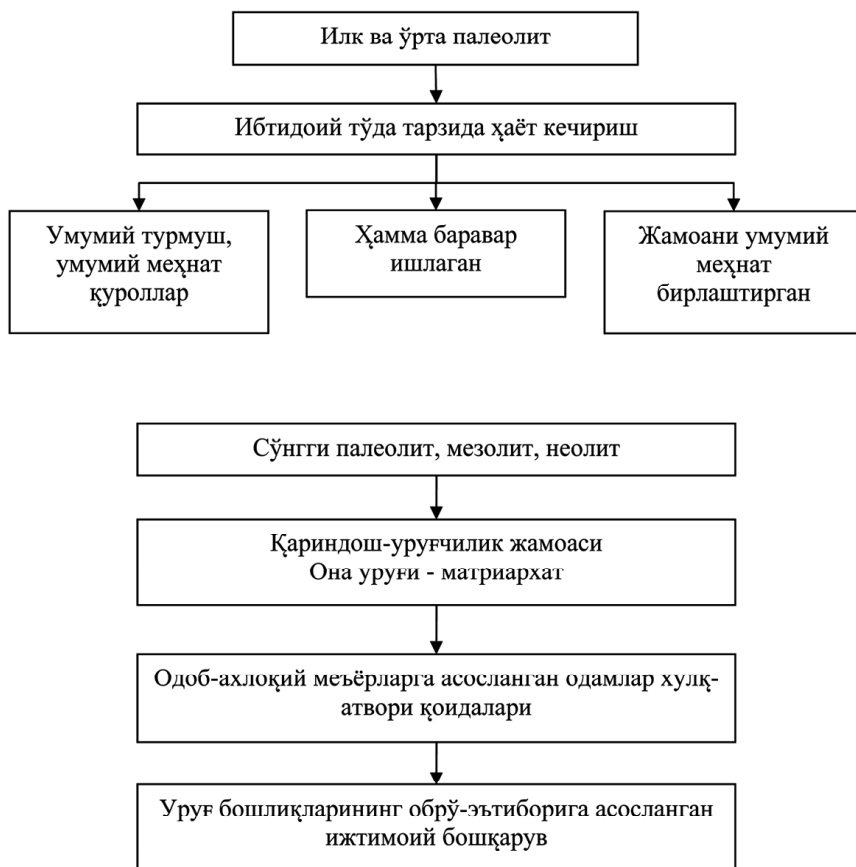 Илк ва ўрта палеолит
Ибтидоий тўда тарзида ҳаёт кечириш
Умумий турмуш,
умумий меҳнат
қуроллар
Ҳамма баравар
ишлаган
Жамоани умумий
меҳнат
бирлаштирган
Сўнгги палеолит, мезолит, неолит
Қариндош-уруғчилик жамоаси
Она уруғи - матриархат
Одоб-ахлоқий меъёрларга асосланган одамлар хулқ-
атвори қоидалари
Уруғ бошлиқларининг обрў-эътиборига асосланган
ижтимоий бошқарув